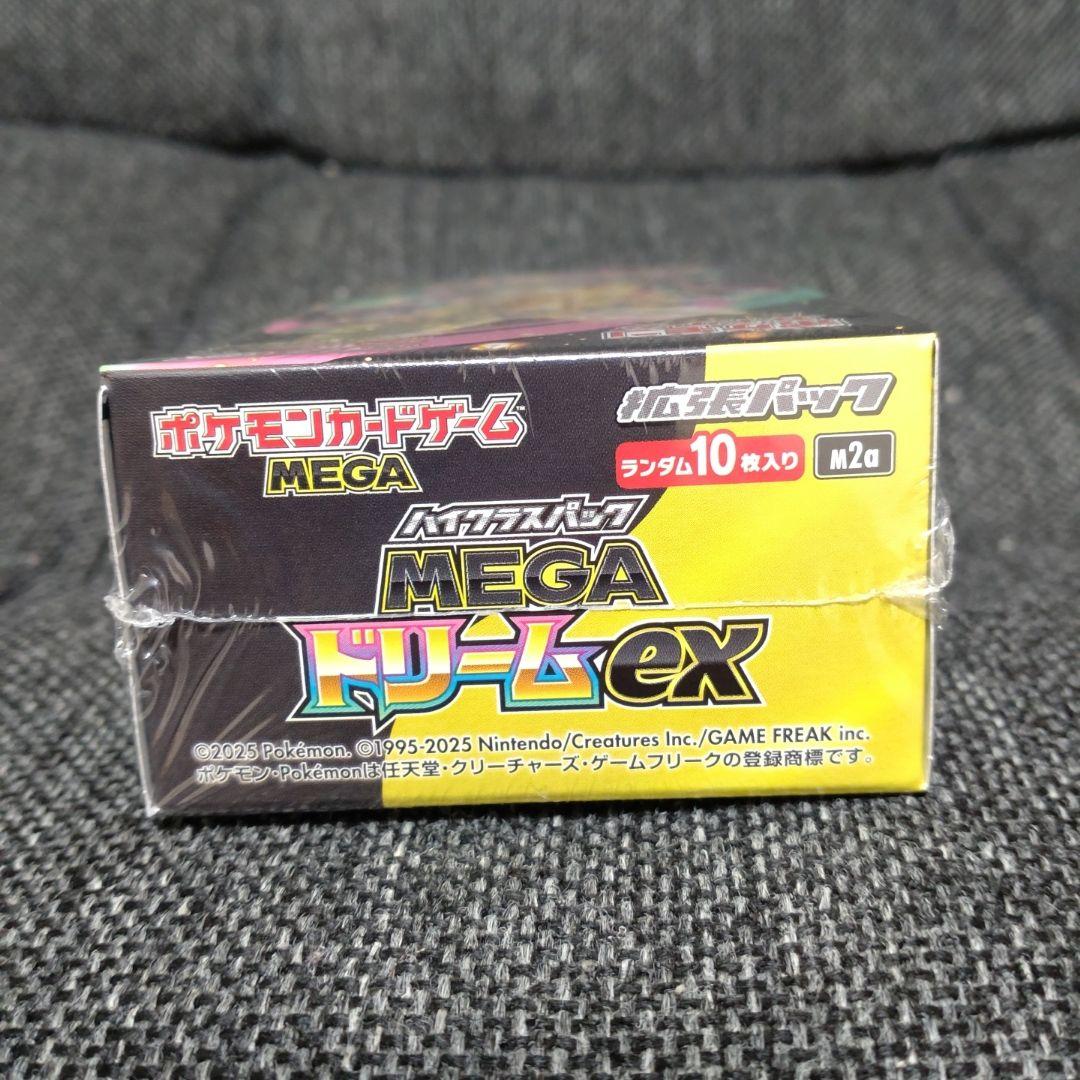 ポケモンカードゲーム™
MEGA
拡張パック
ランダム10枚入り
M2a
ハイクラスパック
MEGA
ドリームex
©2025 Pokémon. ©1995-2025 Nintendo/Creatures Inc./GAME FREAK inc.
ポケモン・Pokémonは任天堂・クリーチャーズ・ゲームフリークの登録商標です。